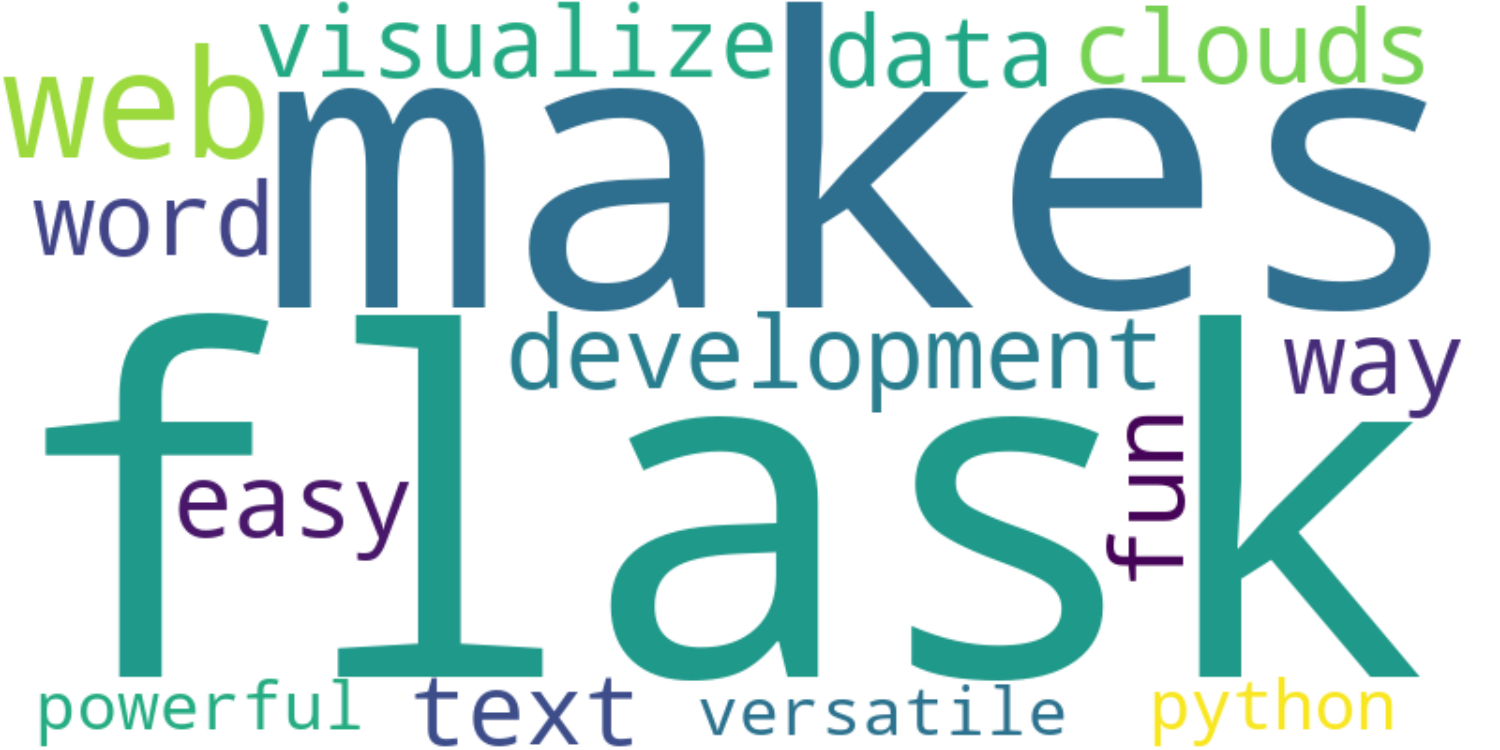 visualize data clouds
web makes
word
development way
flask
easy fun
powerful text versatile python